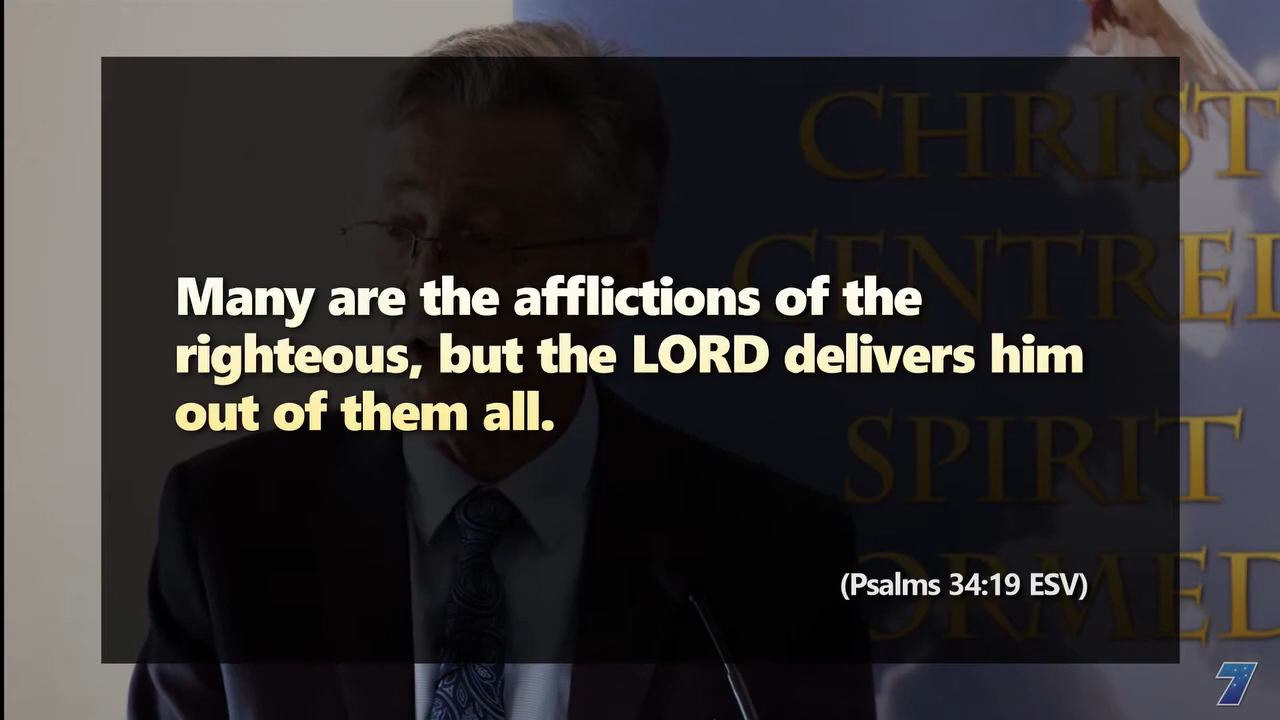 CHRIST
CENTRED
SPIRIT
ORMED
Many are the afflictions of the
righteous, but the LORD delivers him
out of them all.
(Psalms 34:19 ESV)
7